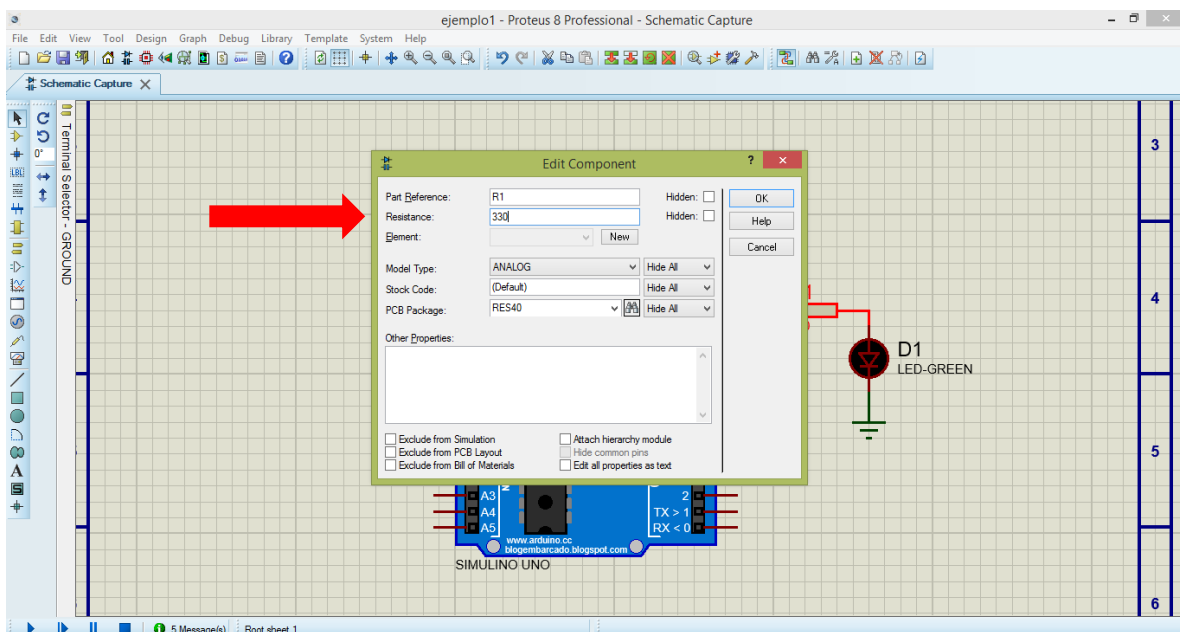 ejemplo1 - Proteus 8 Professional - Schematic Capture
File Edit View Tool Design Graph Debug Library Template System Help
Schematic Capture
Terminal Selector - GROUND
0°
LBL
A
S
Edit Component
?
Part Reference: R1 Hidden:
Resistance: 330 Hidden:
Element: New
Model Type: ANALOG Hide All
Stock Code: (Default) Hide All
PCB Package: RES40 Hide All
Other Properties:
Exclude from Simulation
Exclude from PCB Layout
Exclude from Bill of Materials
Attach hierarchy module
Hide common pins
Edit all properties as text
OK
Help
Cancel
3
4
5
6
D1
LED-GREEN
A3
A4
A5
2
TX > 1
RX < 0
www.arduino.cc
blogembarcado.blogspot.com
SIMULINO UNO
5 Message(s) Root sheet 1